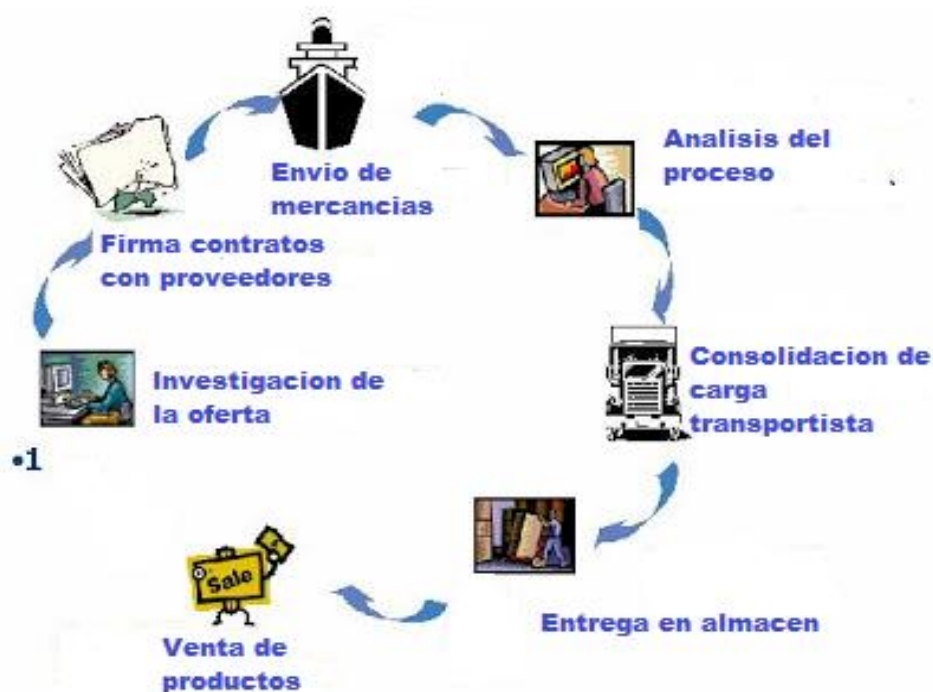 Envio de
mercancias
Analisis del
proceso
Firma contratos
con proveedores
Consolidacion de
carga
transportista
Investigacion de
la oferta
•1
Sale
Entrega en almacen
Venta de
productos